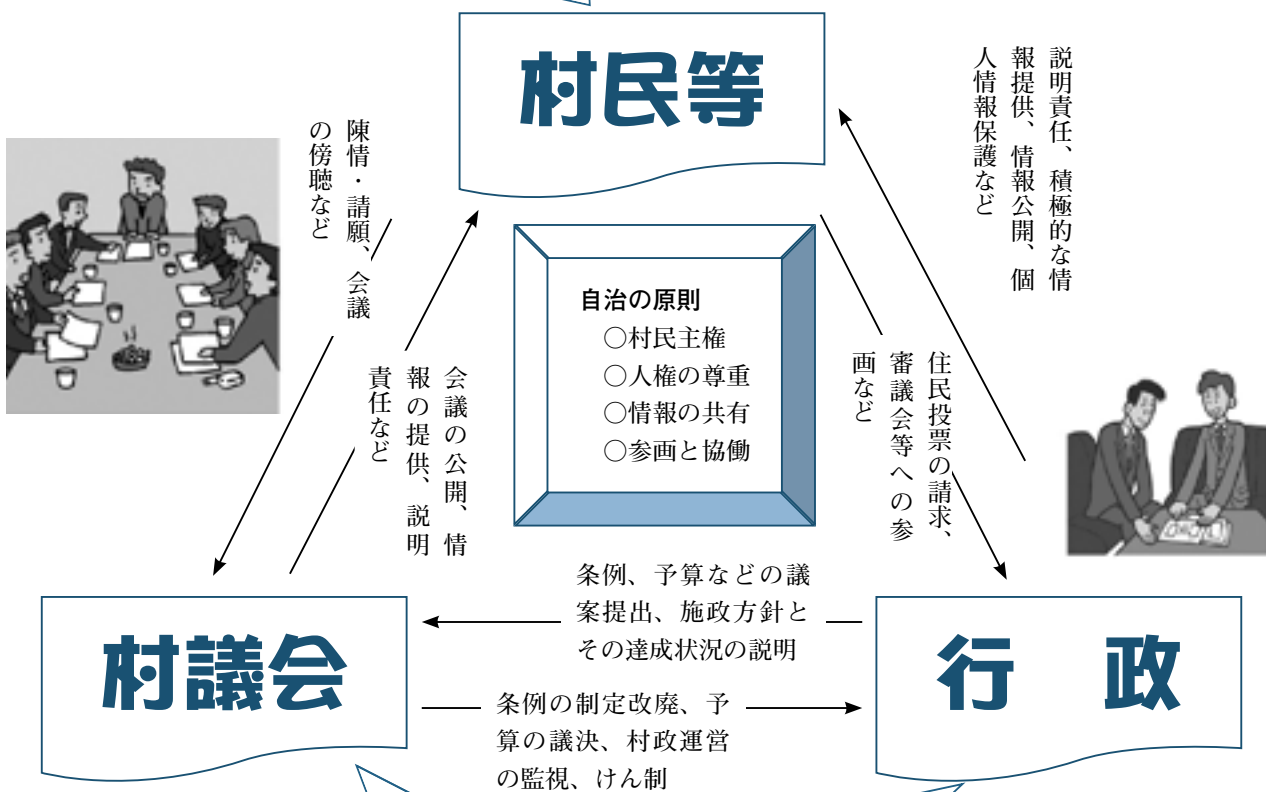 村民等
説明責任、積極的な情
報提供、情報公開、個
人情報保護など
陳情・請願、会議
の傍聴など
自治の原則
○村民主権
○人権の尊重
○情報の共有
○参画と協働
会議の公開、情
報の提供、説明
責任など
住民投票の請求、
審議会等への参
画など
条例、予算などの議
案提出、施政方針と
その達成状況の説明
村議会
行　政
条例の制定改廃、予
算の議決、村政運営
の監視、けん制